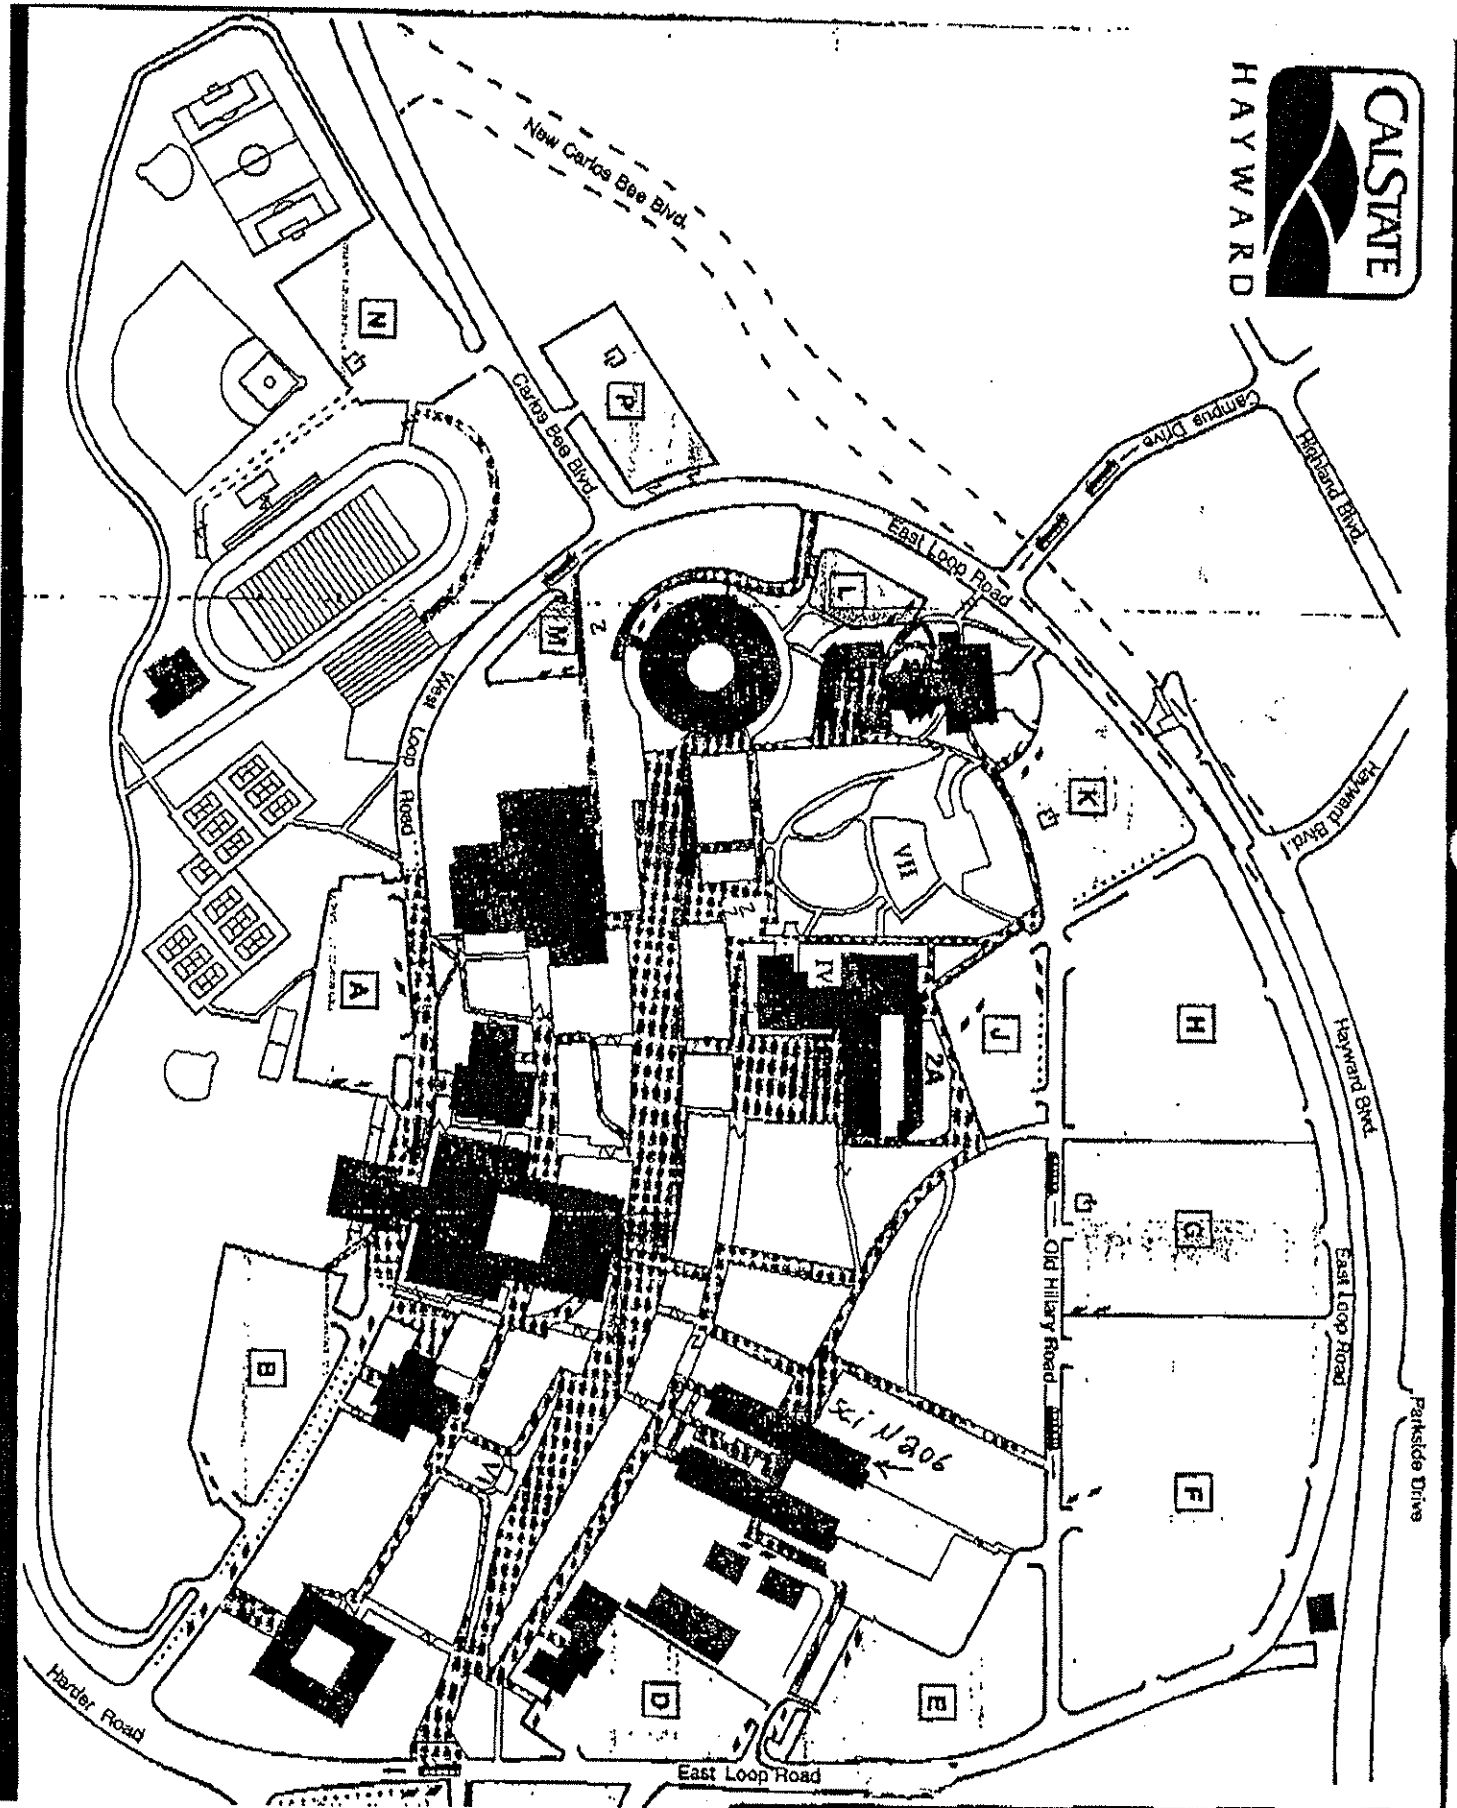 CALSTATE
HAYWARD
New Carlos Bee Blvd.
Highland Blvd.
Campus Drive
N
P
Carlos Bee Blvd.
East Loop Road
L
M
2
West Loop Road
K
Hayward Blvd.
VIII
A
IV
2A
J
H
Hayward Blvd.
G
Old Hillary Road
East Loop Road
Parkside Drive
B
sci N206
F
VI
D
E
Harder Road
East Loop Road